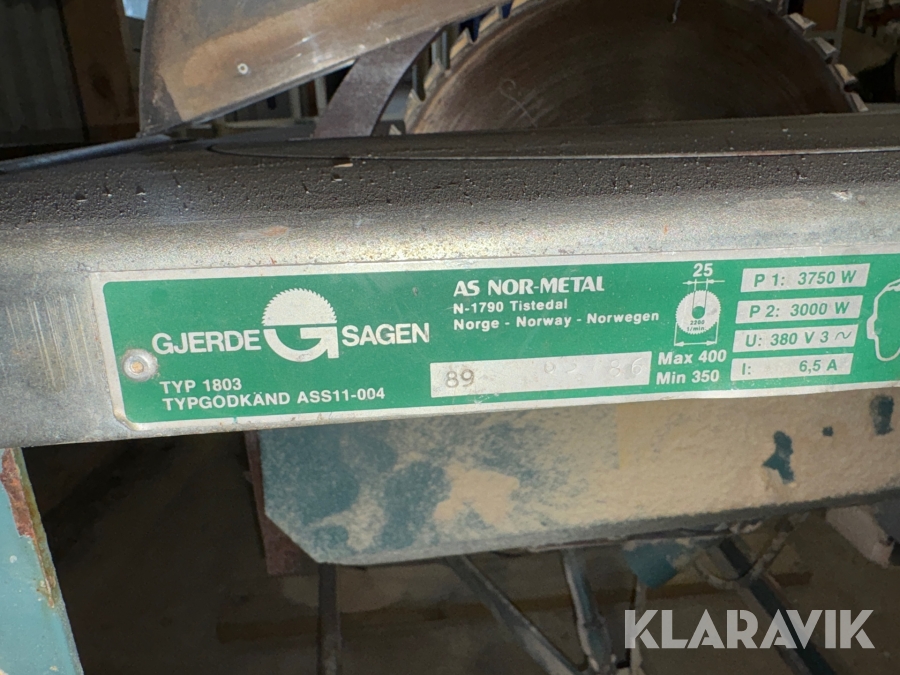 GJERDE G SAGEN
TYP 1803
TYPGODKÄND ASS11-004
AS NOR-METAL
N-1790 Tistedal
Norge - Norway - Norwegen
89
25
Max 400
Min 350
P 1: 3750 W
P 2: 3000 W
U: 380 V 3 ~
I: 6,5 A
KLARAVIK